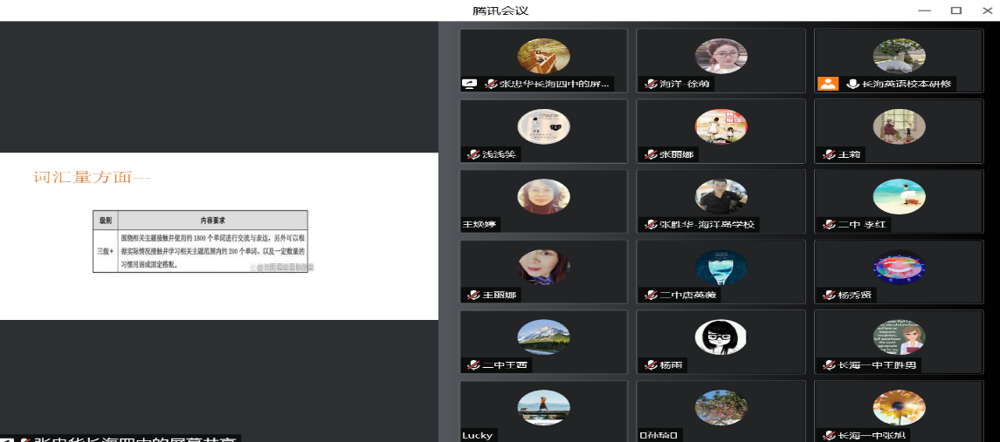 腾讯会议
词汇量方面---
级别 内容要求
三级+ 围绕相关主题接触并使用约 1800 个单词进行交流与表达，另外可以根
据实际情况接触并学习相关主题范围内约 200 个单词，以及一定数量的
习惯用语或固定搭配。
张忠华长海四中的屏幕共享
张忠华长海四中的屏...
海洋-徐萌
长海英语校本研修
浅浅笑
张丽娜
王莉
王焕婷
张胜华-海洋岛学校
二中 李红
王丽娜
二中唐英薇
杨秀贤
二中王茜
杨雨
长海一中王胜男
Lucky
长海一中张旭